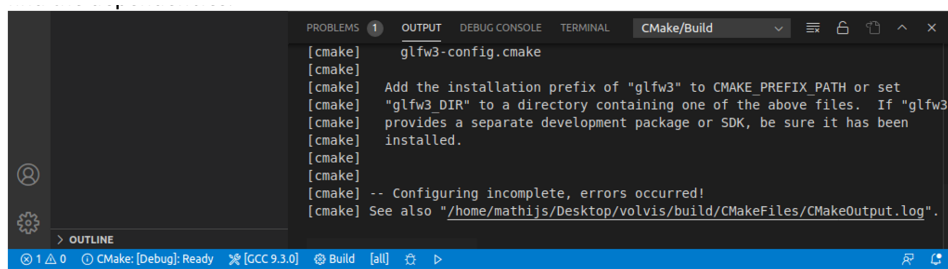 PROBLEMS 1 OUTPUT DEBUG CONSOLE TERMINAL CMake/Build
[cmake] glfw3-config.cmake
[cmake]
[cmake] Add the installation prefix of "glfw3" to CMAKE_PREFIX_PATH or set
[cmake] "glfw3_DIR" to a directory containing one of the above files. If "glfw3
[cmake] provides a separate development package or SDK, be sure it has been
[cmake] installed.
[cmake]
[cmake]
[cmake] -- Configuring incomplete, errors occurred!
[cmake] See also "/home/mathijs/Desktop/volvis/build/CMakeFiles/CMakeOutput.log".
> OUTLINE
1 0 CMake: [Debug]: Ready [GCC 9.3.0] Build [all]